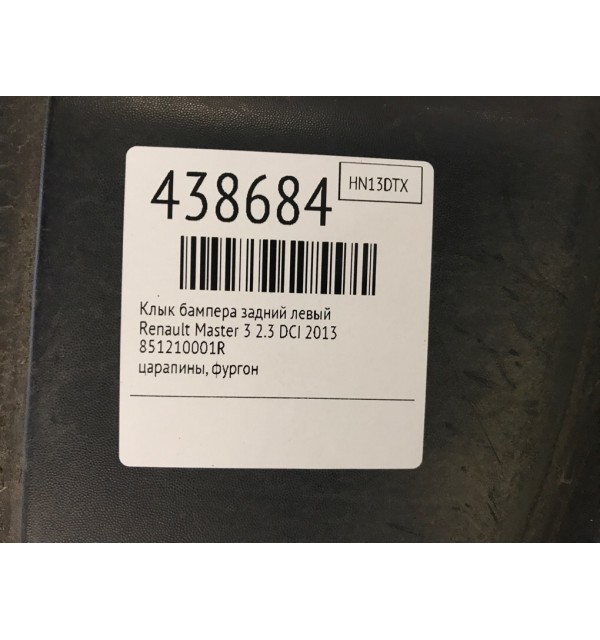 438684
HN13DTX
Клык бампера задний левый
Renault Master 3 2.3 DCI 2013
851210001R
царапины, фургон